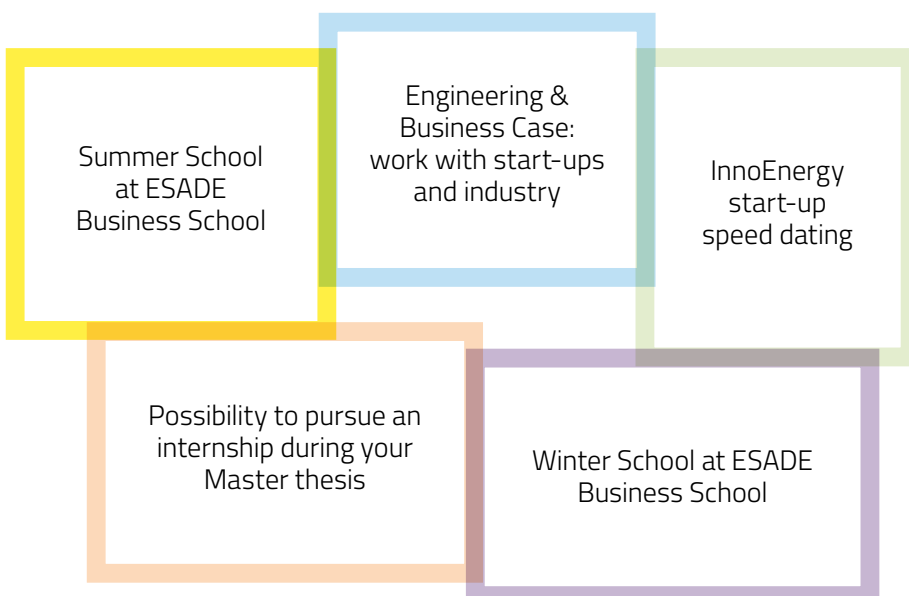 Summer School
at ESADE
Business School
Engineering &
Business Case:
work with start-ups
and industry
InnoEnergy
start-up
speed dating
Possibility to pursue an
internship during your
Master thesis
Winter School at ESADE
Business School